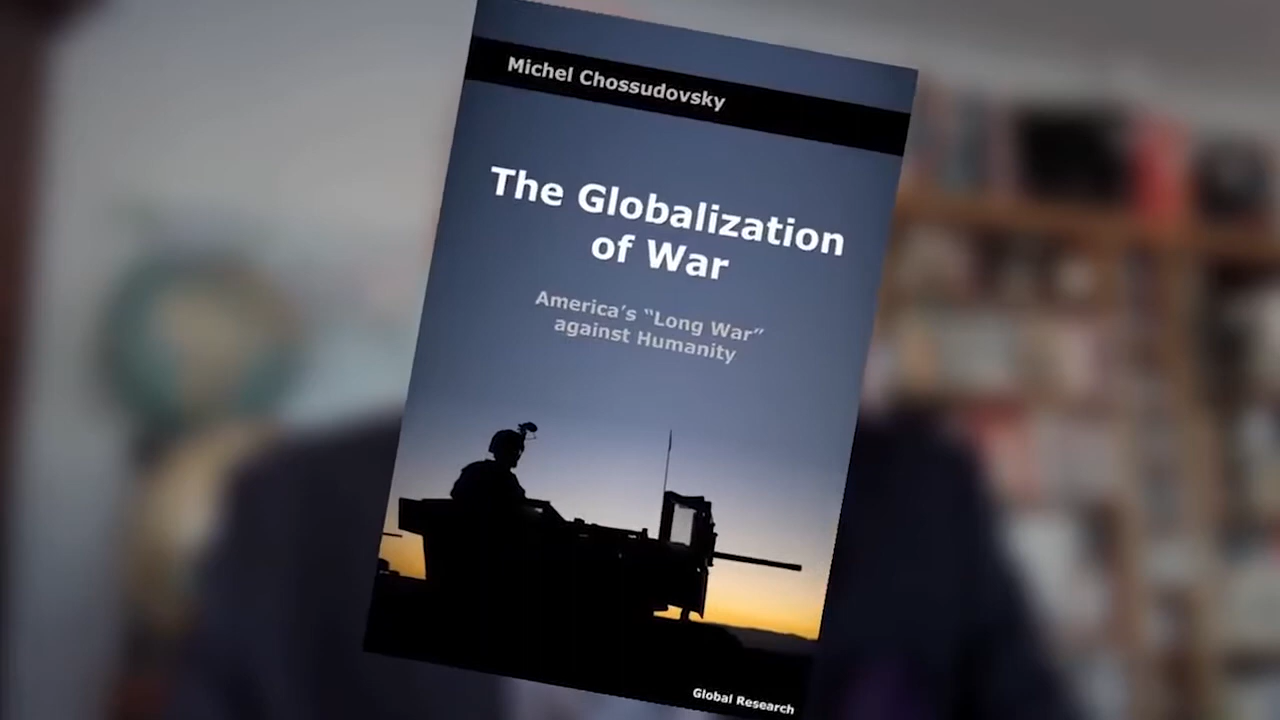 Michel Chossudovsky
The Globalization
of War
America's "Long War"
against Humanity
Global Research